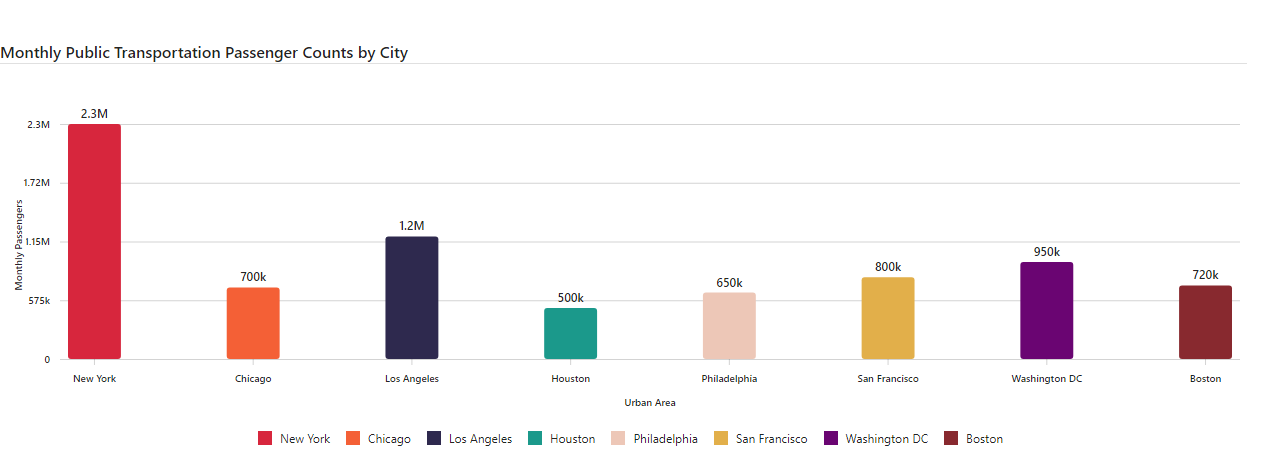 Monthly Public Transportation Passenger Counts by City
2.3M
2.3M
1.72M
1.2M
Monthly Passengers
1.15M
950k
800k
700k
720k
650k
575k
500k
0
New York Chicago Los Angeles Houston Philadelphia San Francisco Washington DC Boston
Urban Area
New York Chicago Los Angeles Houston Philadelphia San Francisco Washington DC Boston